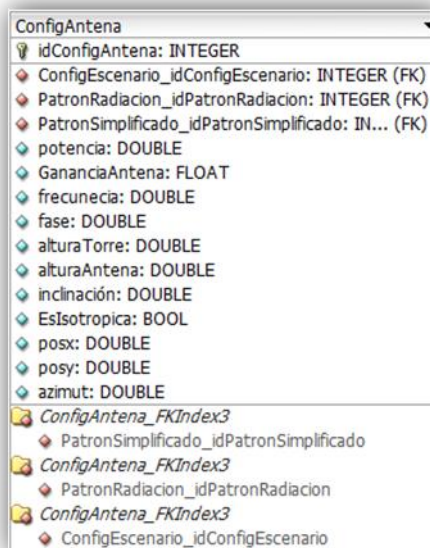 ConfigAntena
idConfigAntena: INTEGER
ConfigEscenario_idConfigEscenario: INTEGER (FK)
PatronRadiacion_idPatronRadiacion: INTEGER (FK)
PatronSimplificado_idPatronSimplificado: IN... (FK)
potencia: DOUBLE
GananciaAntena: FLOAT
frecunecia: DOUBLE
fase: DOUBLE
alturaTorre: DOUBLE
alturaAntena: DOUBLE
inclinación: DOUBLE
EsIsotropica: BOOL
posx: DOUBLE
posy: DOUBLE
azimut: DOUBLE
ConfigAntena_FKIndex3
PatronSimplificado_idPatronSimplificado
ConfigAntena_FKIndex3
PatronRadiacion_idPatronRadiacion
ConfigAntena_FKIndex3
ConfigEscenario_idConfigEscenario